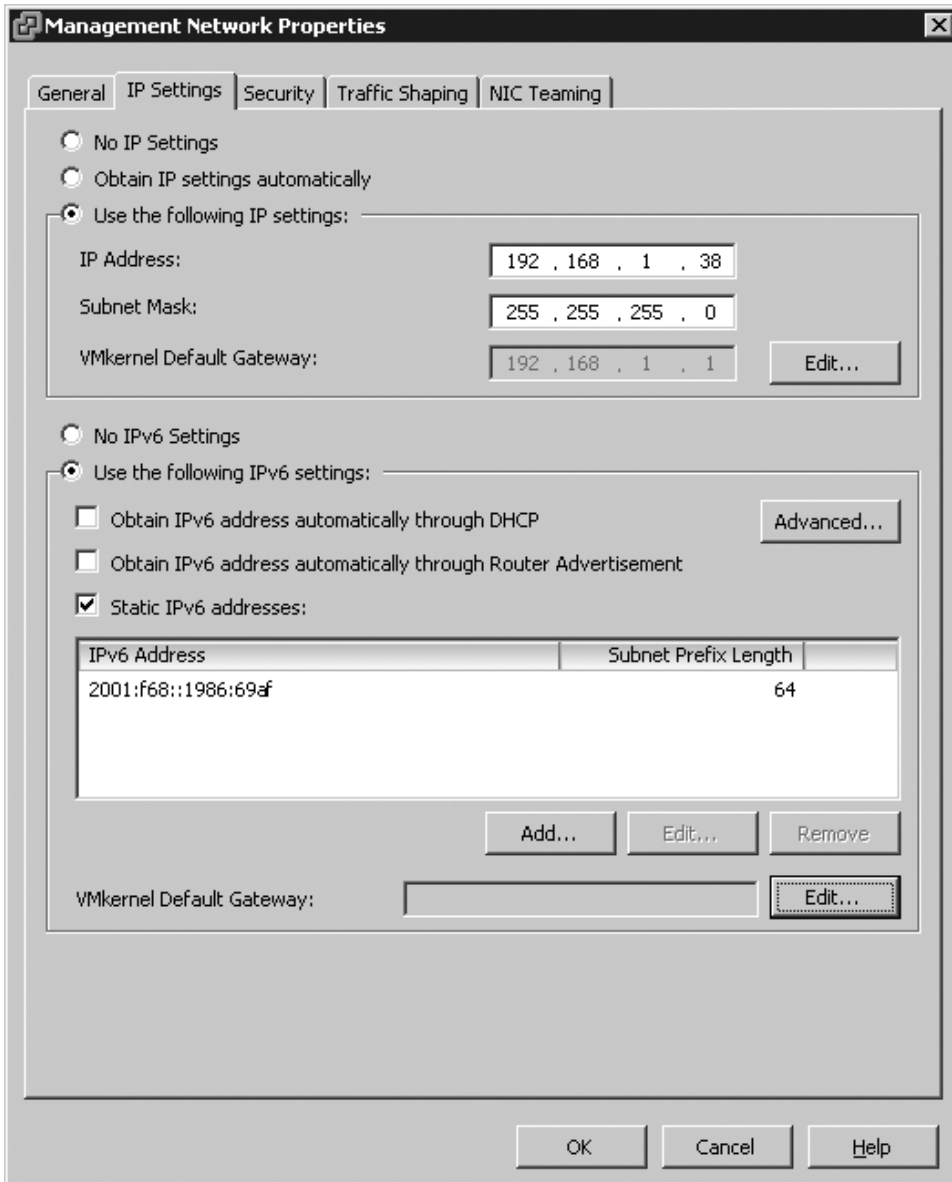 Management Network Properties
General IP Settings Security Traffic Shaping NIC Teaming
No IP Settings
Obtain IP settings automatically
Use the following IP settings:
IP Address: 192 . 168 . 1 . 38
Subnet Mask: 255 . 255 . 255 . 0
VMkernel Default Gateway: 192 . 168 . 1 . 1 Edit...
No IPv6 Settings
Use the following IPv6 settings:
Obtain IPv6 address automatically through DHCP Advanced...
Obtain IPv6 address automatically through Router Advertisement
Static IPv6 addresses:
IPv6 Address Subnet Prefix Length
2001:f68::1986:69af 64
Add... Edit... Remove
VMkernel Default Gateway: Edit...
OK Cancel Help